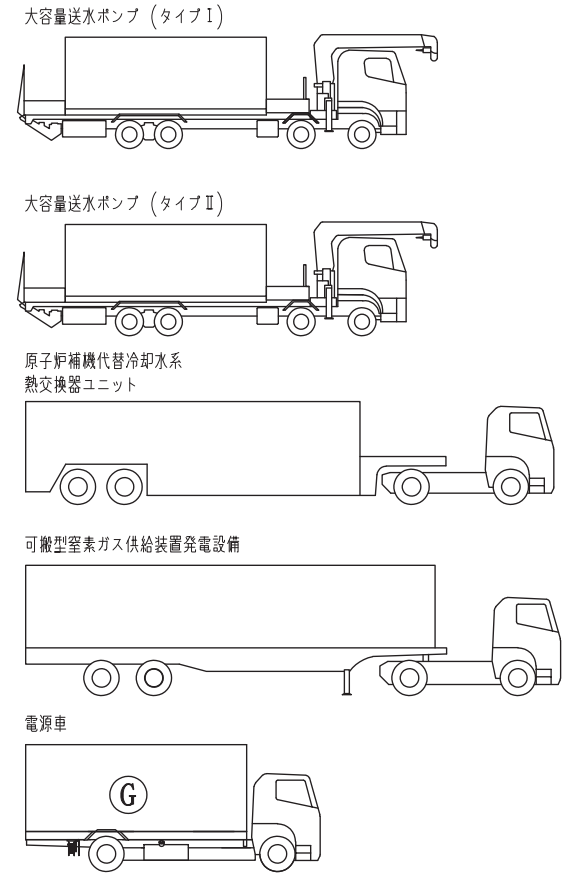 大容量送水ポンプ（タイプⅠ）
大容量送水ポンプ（タイプⅡ）
原子炉補機代替冷却水系
熱交換器ユニット
可搬型窒素ガス供給装置発電設備
電源車
G